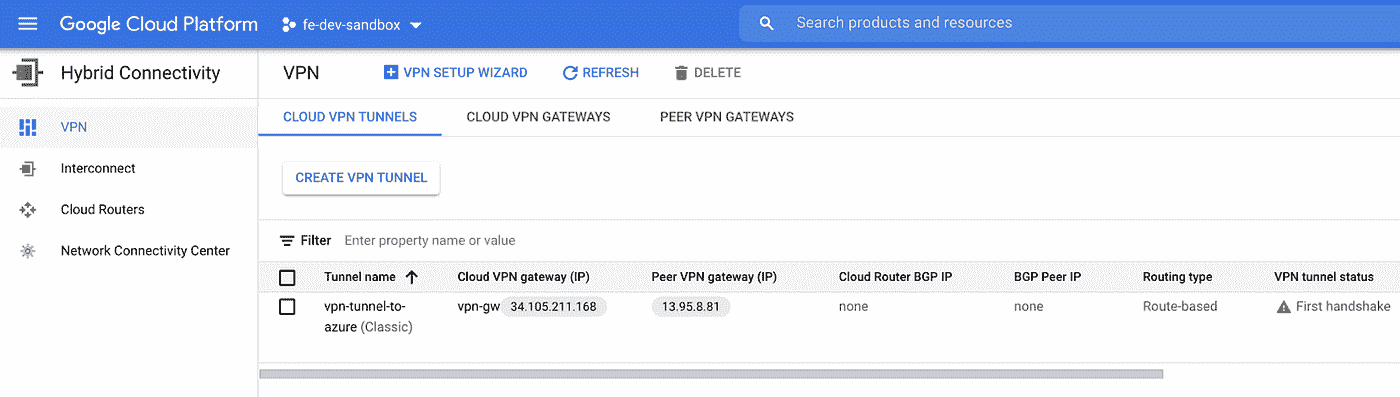 Google Cloud Platform fe-dev-sandbox Search products and resources
Hybrid Connectivity VPN VPN SETUP WIZARD REFRESH DELETE
VPN
Interconnect
Cloud Routers
Network Connectivity Center
CLOUD VPN TUNNELS CLOUD VPN GATEWAYS PEER VPN GATEWAYS
CREATE VPN TUNNEL
Filter Enter property name or value
Tunnel name Cloud VPN gateway (IP) Peer VPN gateway (IP) Cloud Router BGP IP BGP Peer IP Routing type VPN tunnel status
vpn-tunnel-to- vpn-gw 34.105.211.168 13.95.8.81 none none Route-based First handshake
azure (Classic)